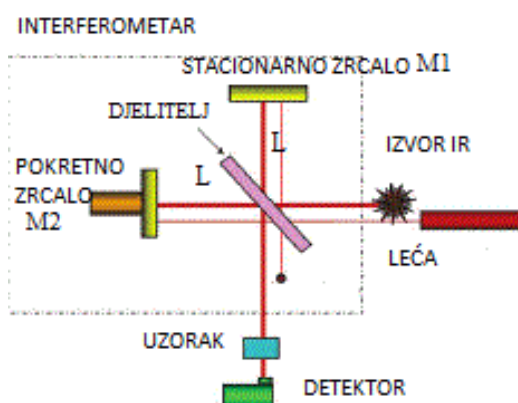 INTERFEROMETAR
STACIONARNO ZRCALO M1
DJELITELJ
L
IZVOR IR
POKRETNO
ZRCALO
L
M2
LEĆA
UZORAK
DETEKTOR